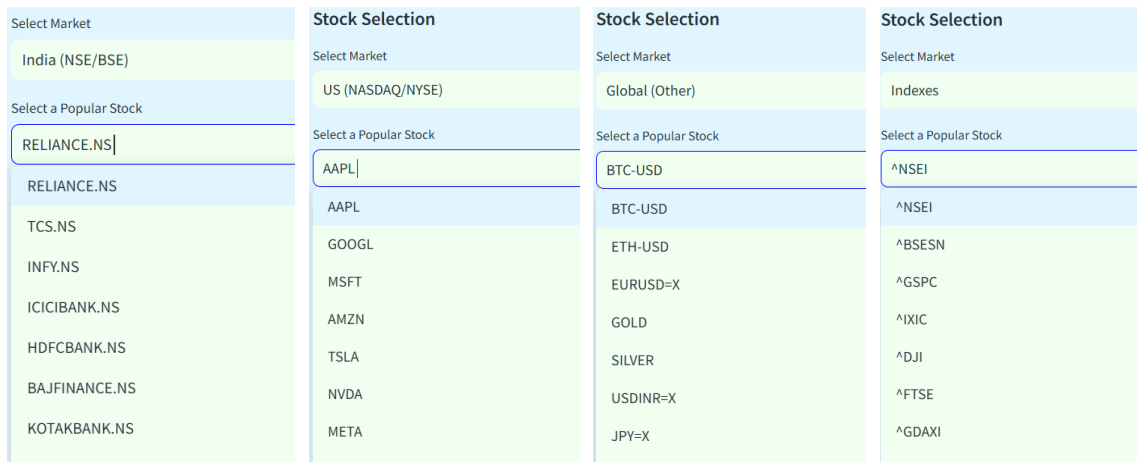 Select Market
India (NSE/BSE)
Select a Popular Stock
RELIANCE.NS
RELIANCE.NS
TCS.NS
INFY.NS
ICICIBANK.NS
HDFCBANK.NS
BAJFINANCE.NS
KOTAKBANK.NS
Stock Selection
Select Market
US (NASDAQ/NYSE)
Select a Popular Stock
AAPL
AAPL
GOOGL
MSFT
AMZN
TSLA
NVDA
META
Stock Selection
Select Market
Global (Other)
Select a Popular Stock
BTC-USD
BTC-USD
ETH-USD
EURUSD=X
GOLD
SILVER
USDINR=X
JPY=X
Stock Selection
Select Market
Indexes
Select a Popular Stock
^NSEI
^NSEI
^BSESN
^GSPC
^IXIC
^DJI
^FTSE
^GDAXI